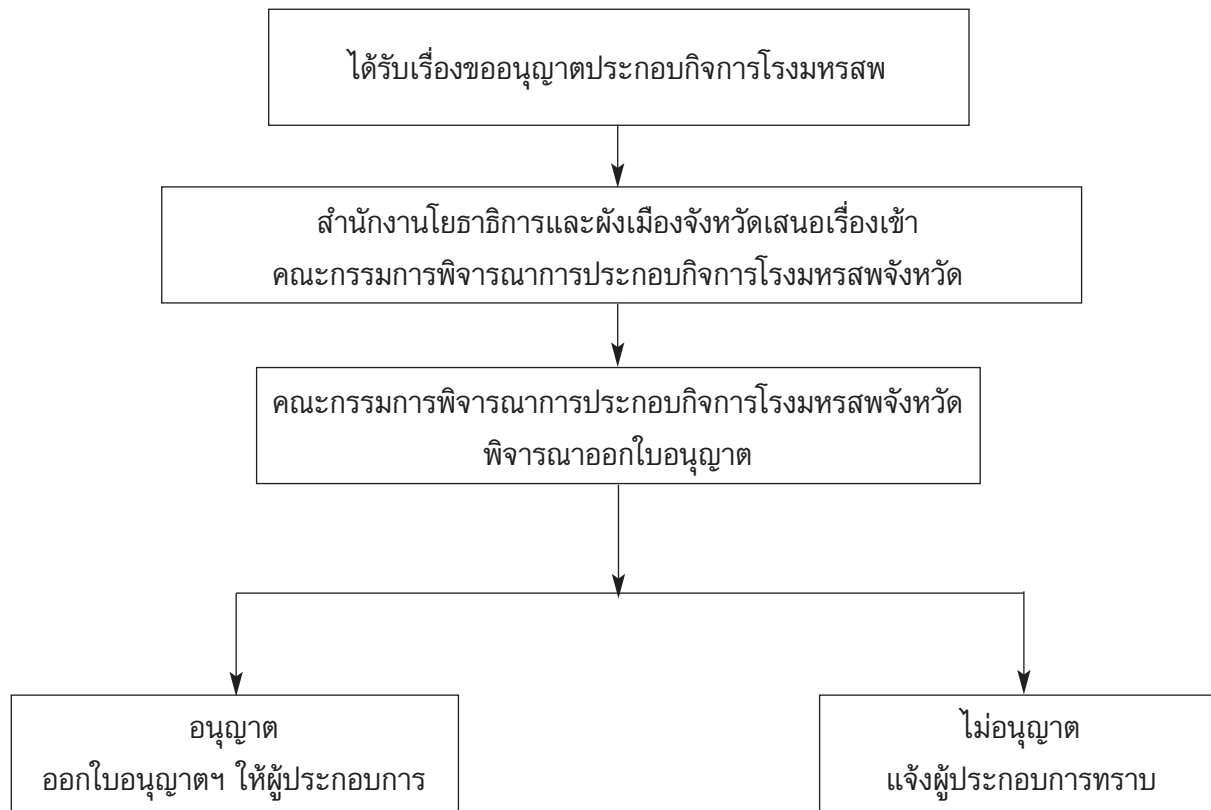 ได้รับเรื่องขออนุญาตประกอบกิจการโรงมหรสพ
สำนักงานโยธาธิการและผังเมืองจังหวัดเสนอเรื่องเข้า
คณะกรรมการพิจารณาการประกอบกิจการโรงมหรสพจังหวัด
คณะกรรมการพิจารณาการประกอบกิจการโรงมหรสพจังหวัด
พิจารณาออกใบอนุญาต
อนุญาต
ออกใบอนุญาตฯ ให้ผู้ประกอบการ
ไม่อนุญาต
แจ้งผู้ประกอบการทราบ